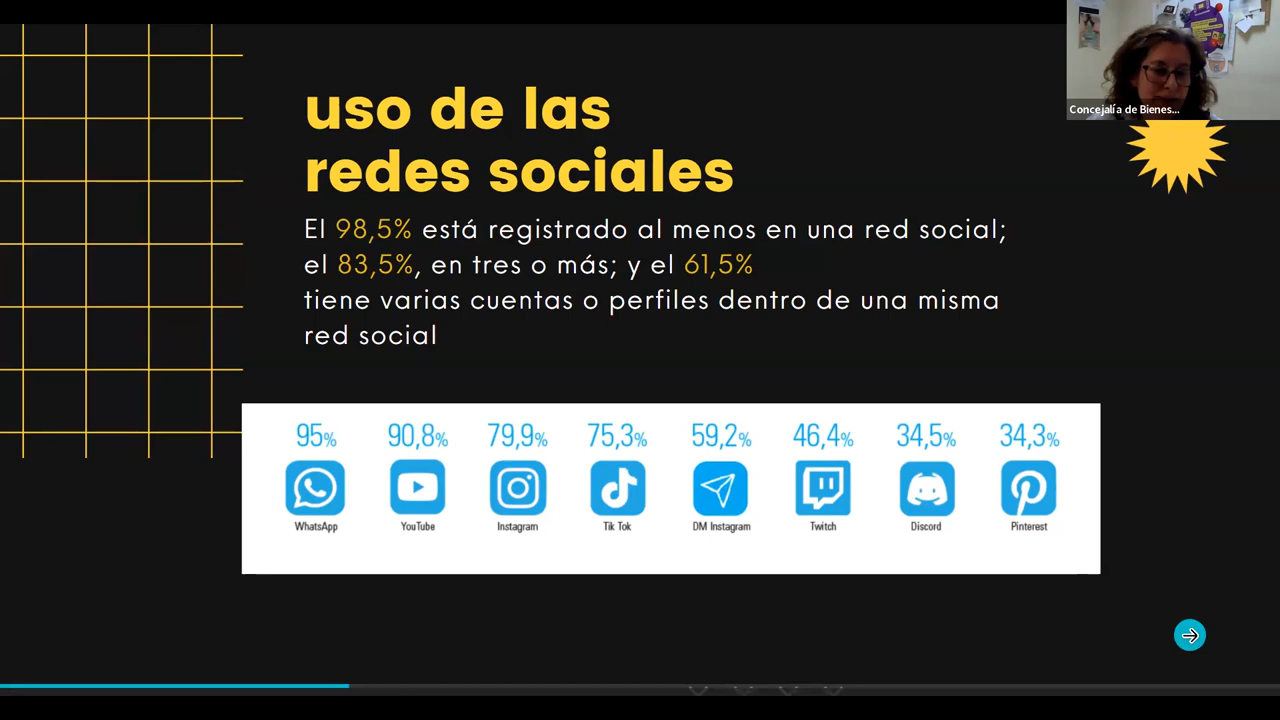 Concejalía de Bienes...
uso de las
redes sociales
El 98,5% está registrado al menos en una red social;
el 83,5%, en tres o más; y el 61,5%
tiene varias cuentas o perfiles dentro de una misma
red social
95% 90,8% 79,9% 75,3% 59,2% 46,4% 34,5% 34,3%
WhatsApp YouTube Instagram Tik Tok DM Instagram Twitch Discord Pinterest